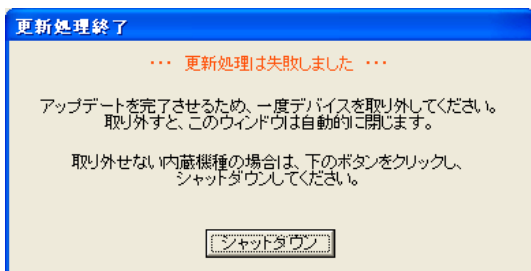 更新処理終了
··· 更新処理は失敗しました ···
アップデートを完了させるため、一度デバイスを取り外してください。
取り外すと、このウィンドウは自動的に閉じます。
取り外せない内蔵機種の場合は、下のボタンをクリックし、
シャットダウンしてください。
シャットダウン